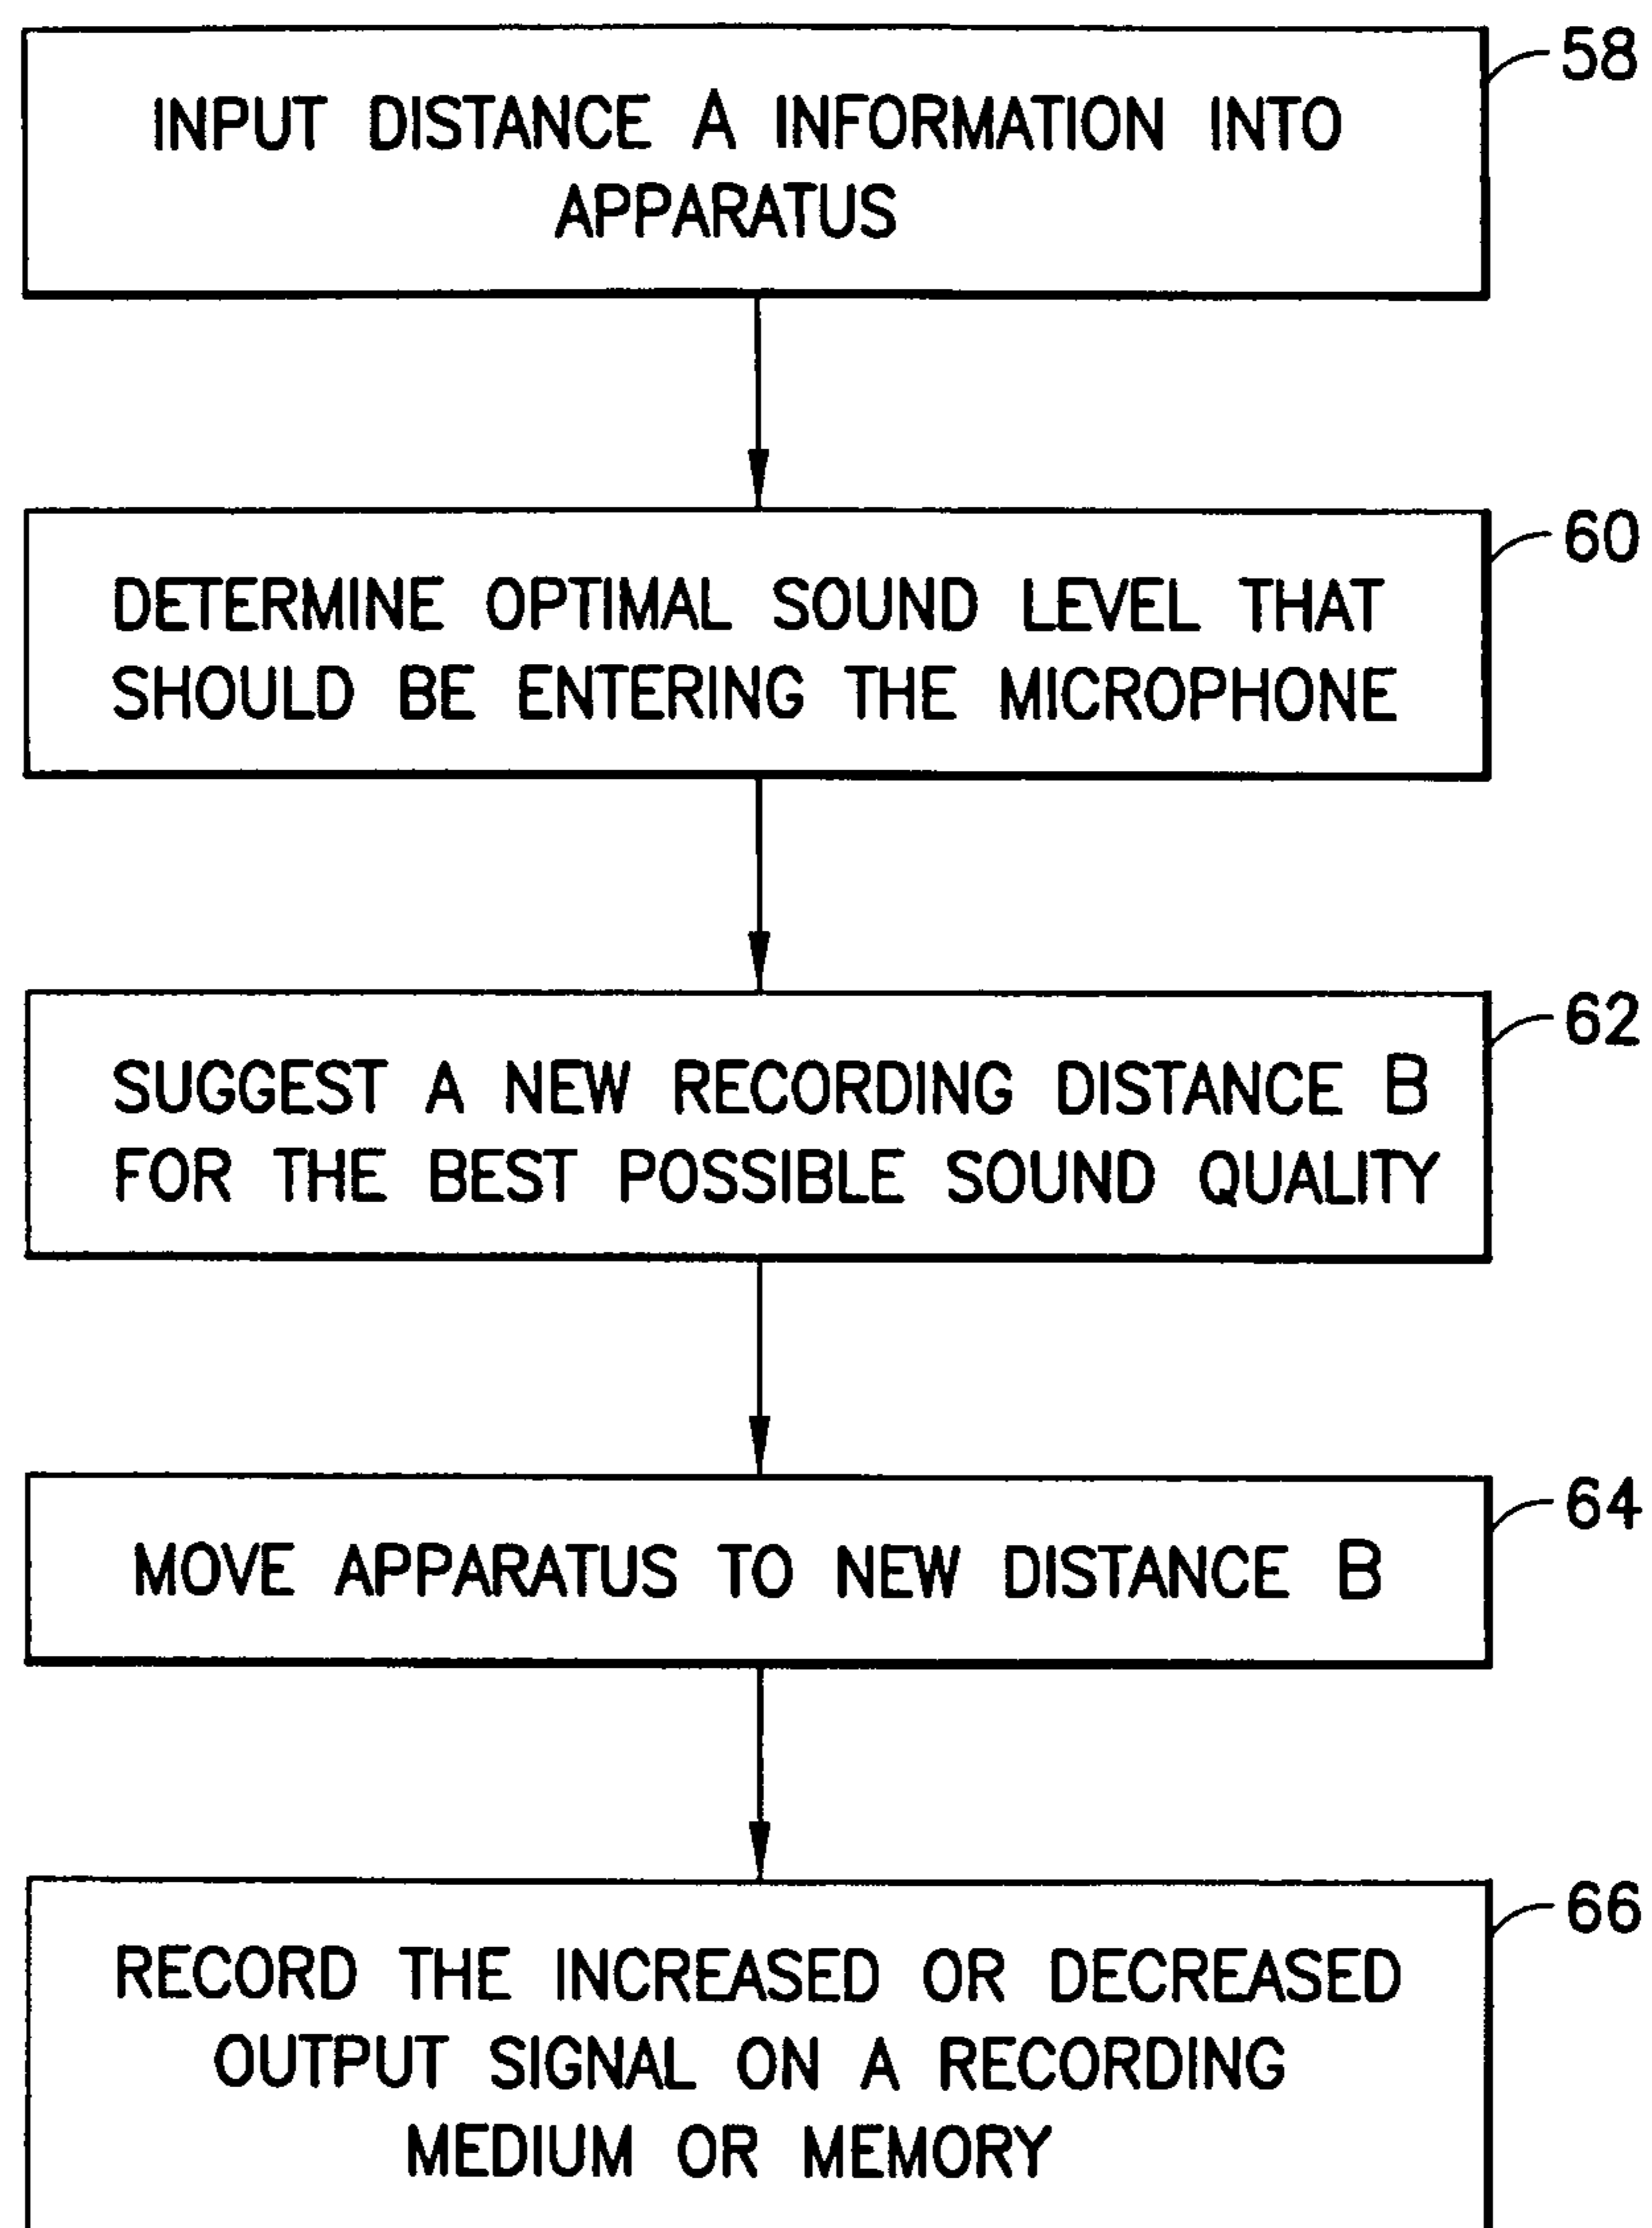 58
INPUT DISTANCE A INFORMATION INTO
APPARATUS
60
DETERMINE OPTIMAL SOUND LEVEL THAT
SHOULD BE ENTERING THE MICROPHONE
62
SUGGEST A NEW RECORDING DISTANCE B
FOR THE BEST POSSIBLE SOUND QUALITY
64
MOVE APPARATUS TO NEW DISTANCE B
66
RECORD THE INCREASED OR DECREASED
OUTPUT SIGNAL ON A RECORDING
MEDIUM OR MEMORY